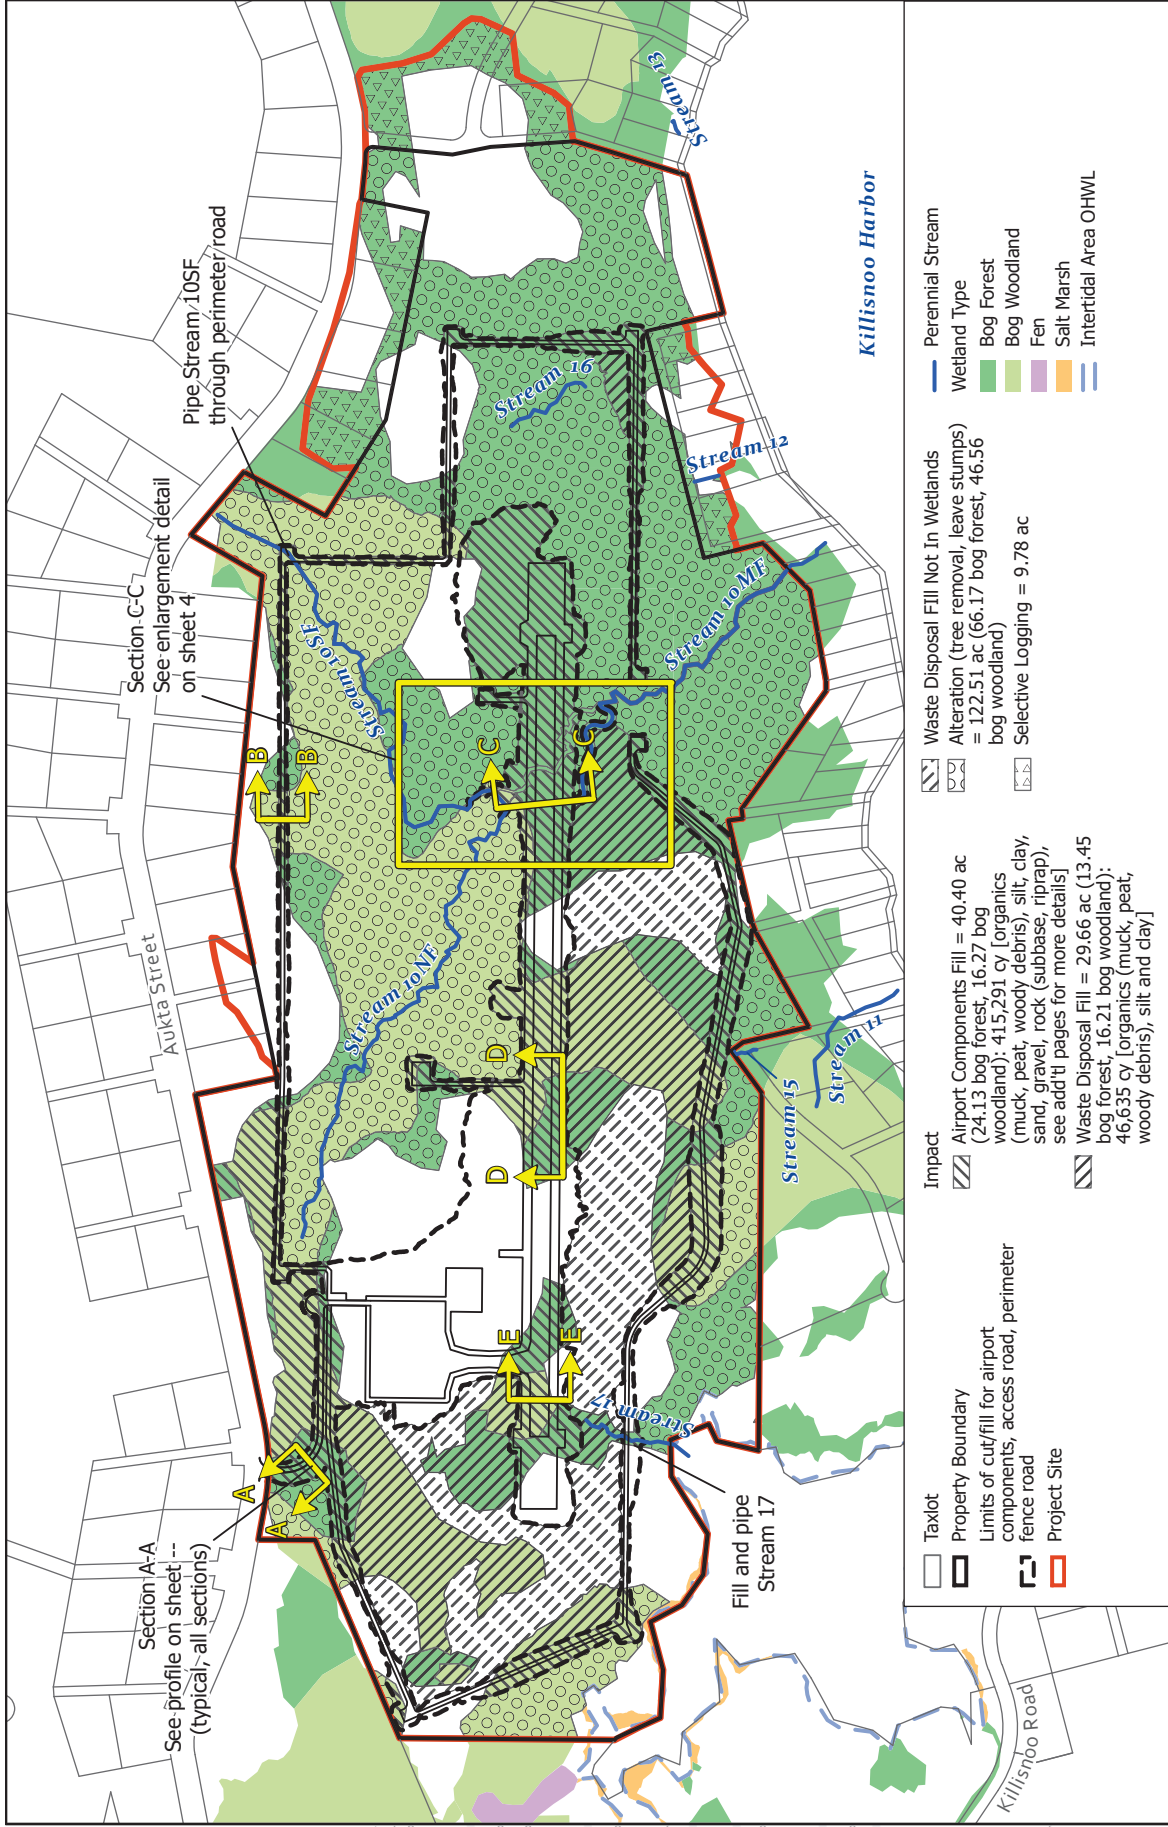 Section A-A
See profile on sheet --
(typical, all sections)
Aukta Street
Section C-C
See enlargement detail
on sheet 4
Pipe Stream 10SF
through perimeter road
A
A
B
B
C
C
D
D
E
E
Stream 10NF
Stream 10SF
Stream 10MF
Stream 16
Stream 12
Stream 13
Stream 17
Stream 15
Stream 11
Fill and pipe
Stream 17
Killisnoo Harbor
Killisnoo Road
Taxlot
Property Boundary
Limits of cut/fill for airport
components, access road, perimeter
fence road
Project Site
Impact
Airport Components Fill = 40.40 ac
(24.13 bog forest, 16.27 bog
woodland): 415,291 cy [organics
(muck, peat, woody debris), silt, clay,
sand, gravel, rock (subbase, riprap),
see add'tl pages for more details]
Waste Disposal Fill = 29.66 ac (13.45
bog forest, 16.21 bog woodland):
46,635 cy [organics (muck, peat,
woody debris), silt and clay]
Waste Disposal FIll Not In Wetlands
Alteration (tree removal, leave stumps)
= 122.51 ac (66.17 bog forest, 46.56
bog woodland)
Selective Logging = 9.78 ac
Perennial Stream
Wetland Type
Bog Forest
Bog Woodland
Fen
Salt Marsh
Intertidal Area OHWL